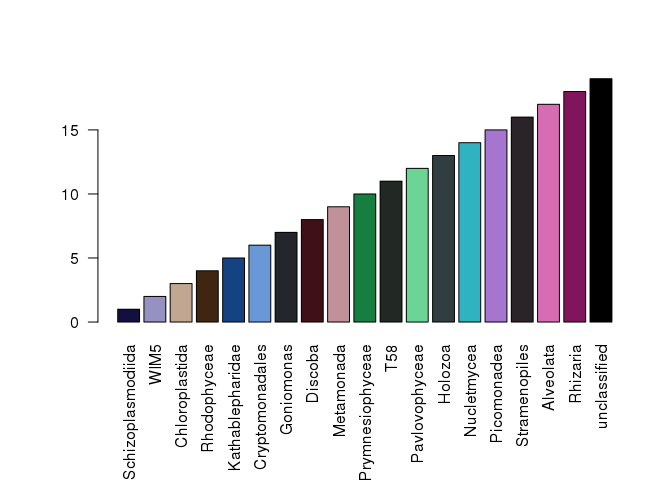 15
10
5
0
Schizoplasmodiida
WIM5
Chloroplastida
Rhodophyceae
Kathablepharidae
Cryptomonadales
Goniomonas
Discoba
Metamonada
Prymnesiophyceae
T58
Pavlovophyceae
Holozoa
Nucletmycea
Picomonadea
Stramenopiles
Alveolata
Rhizaria
unclassified